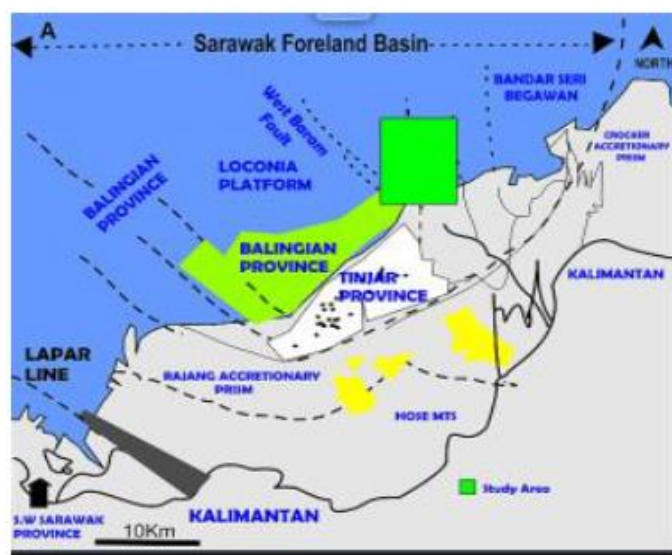 A
Sarawak Foreland Basin
NORTH
BANDAR SERI
BEGAWAN
West Baram
Fault
CROCKER
ACCRETIONARY
PRISM
LOCONIA
PLATFORM
BALINGIAN
PROVINCE
BALINGIAN
PROVINCE
TINJAR
PROVINCE
KALIMANTAN
LAPAR
LINE
RAJANG ACCRETIONARY
PRISM
HOSE MTS
Study Area
S.W SARAWAK
PROVINCE
10Km
KALIMANTAN